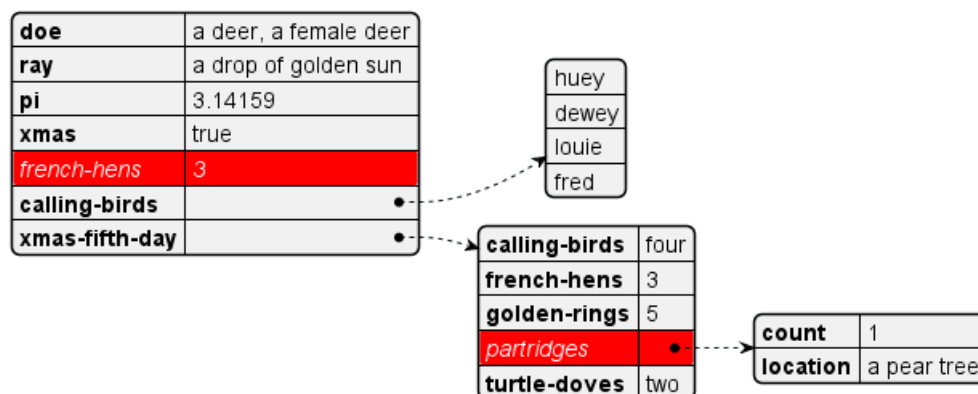 doe a deer, a female deer
ray a drop of golden sun
pi 3.14159
xmas true
french-hens 3
calling-birds
xmas-fifth-day
huey
dewey
louie
fred
calling-birds four
french-hens 3
golden-rings 5
partridges
turtle-doves two
count 1
location a pear tree